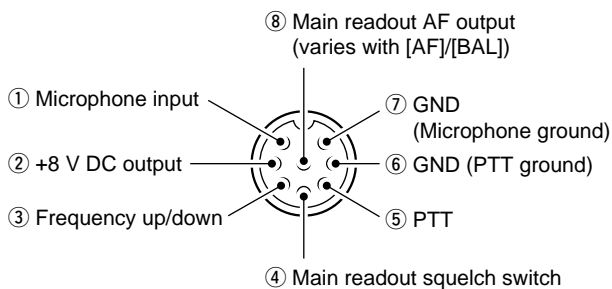 ⑧ Main readout AF output
(varies with [AF]/[BAL])
① Microphone input
⑦ GND
(Microphone ground)
② +8 V DC output
⑥ GND (PTT ground)
③ Frequency up/down
⑤ PTT
④ Main readout squelch switch